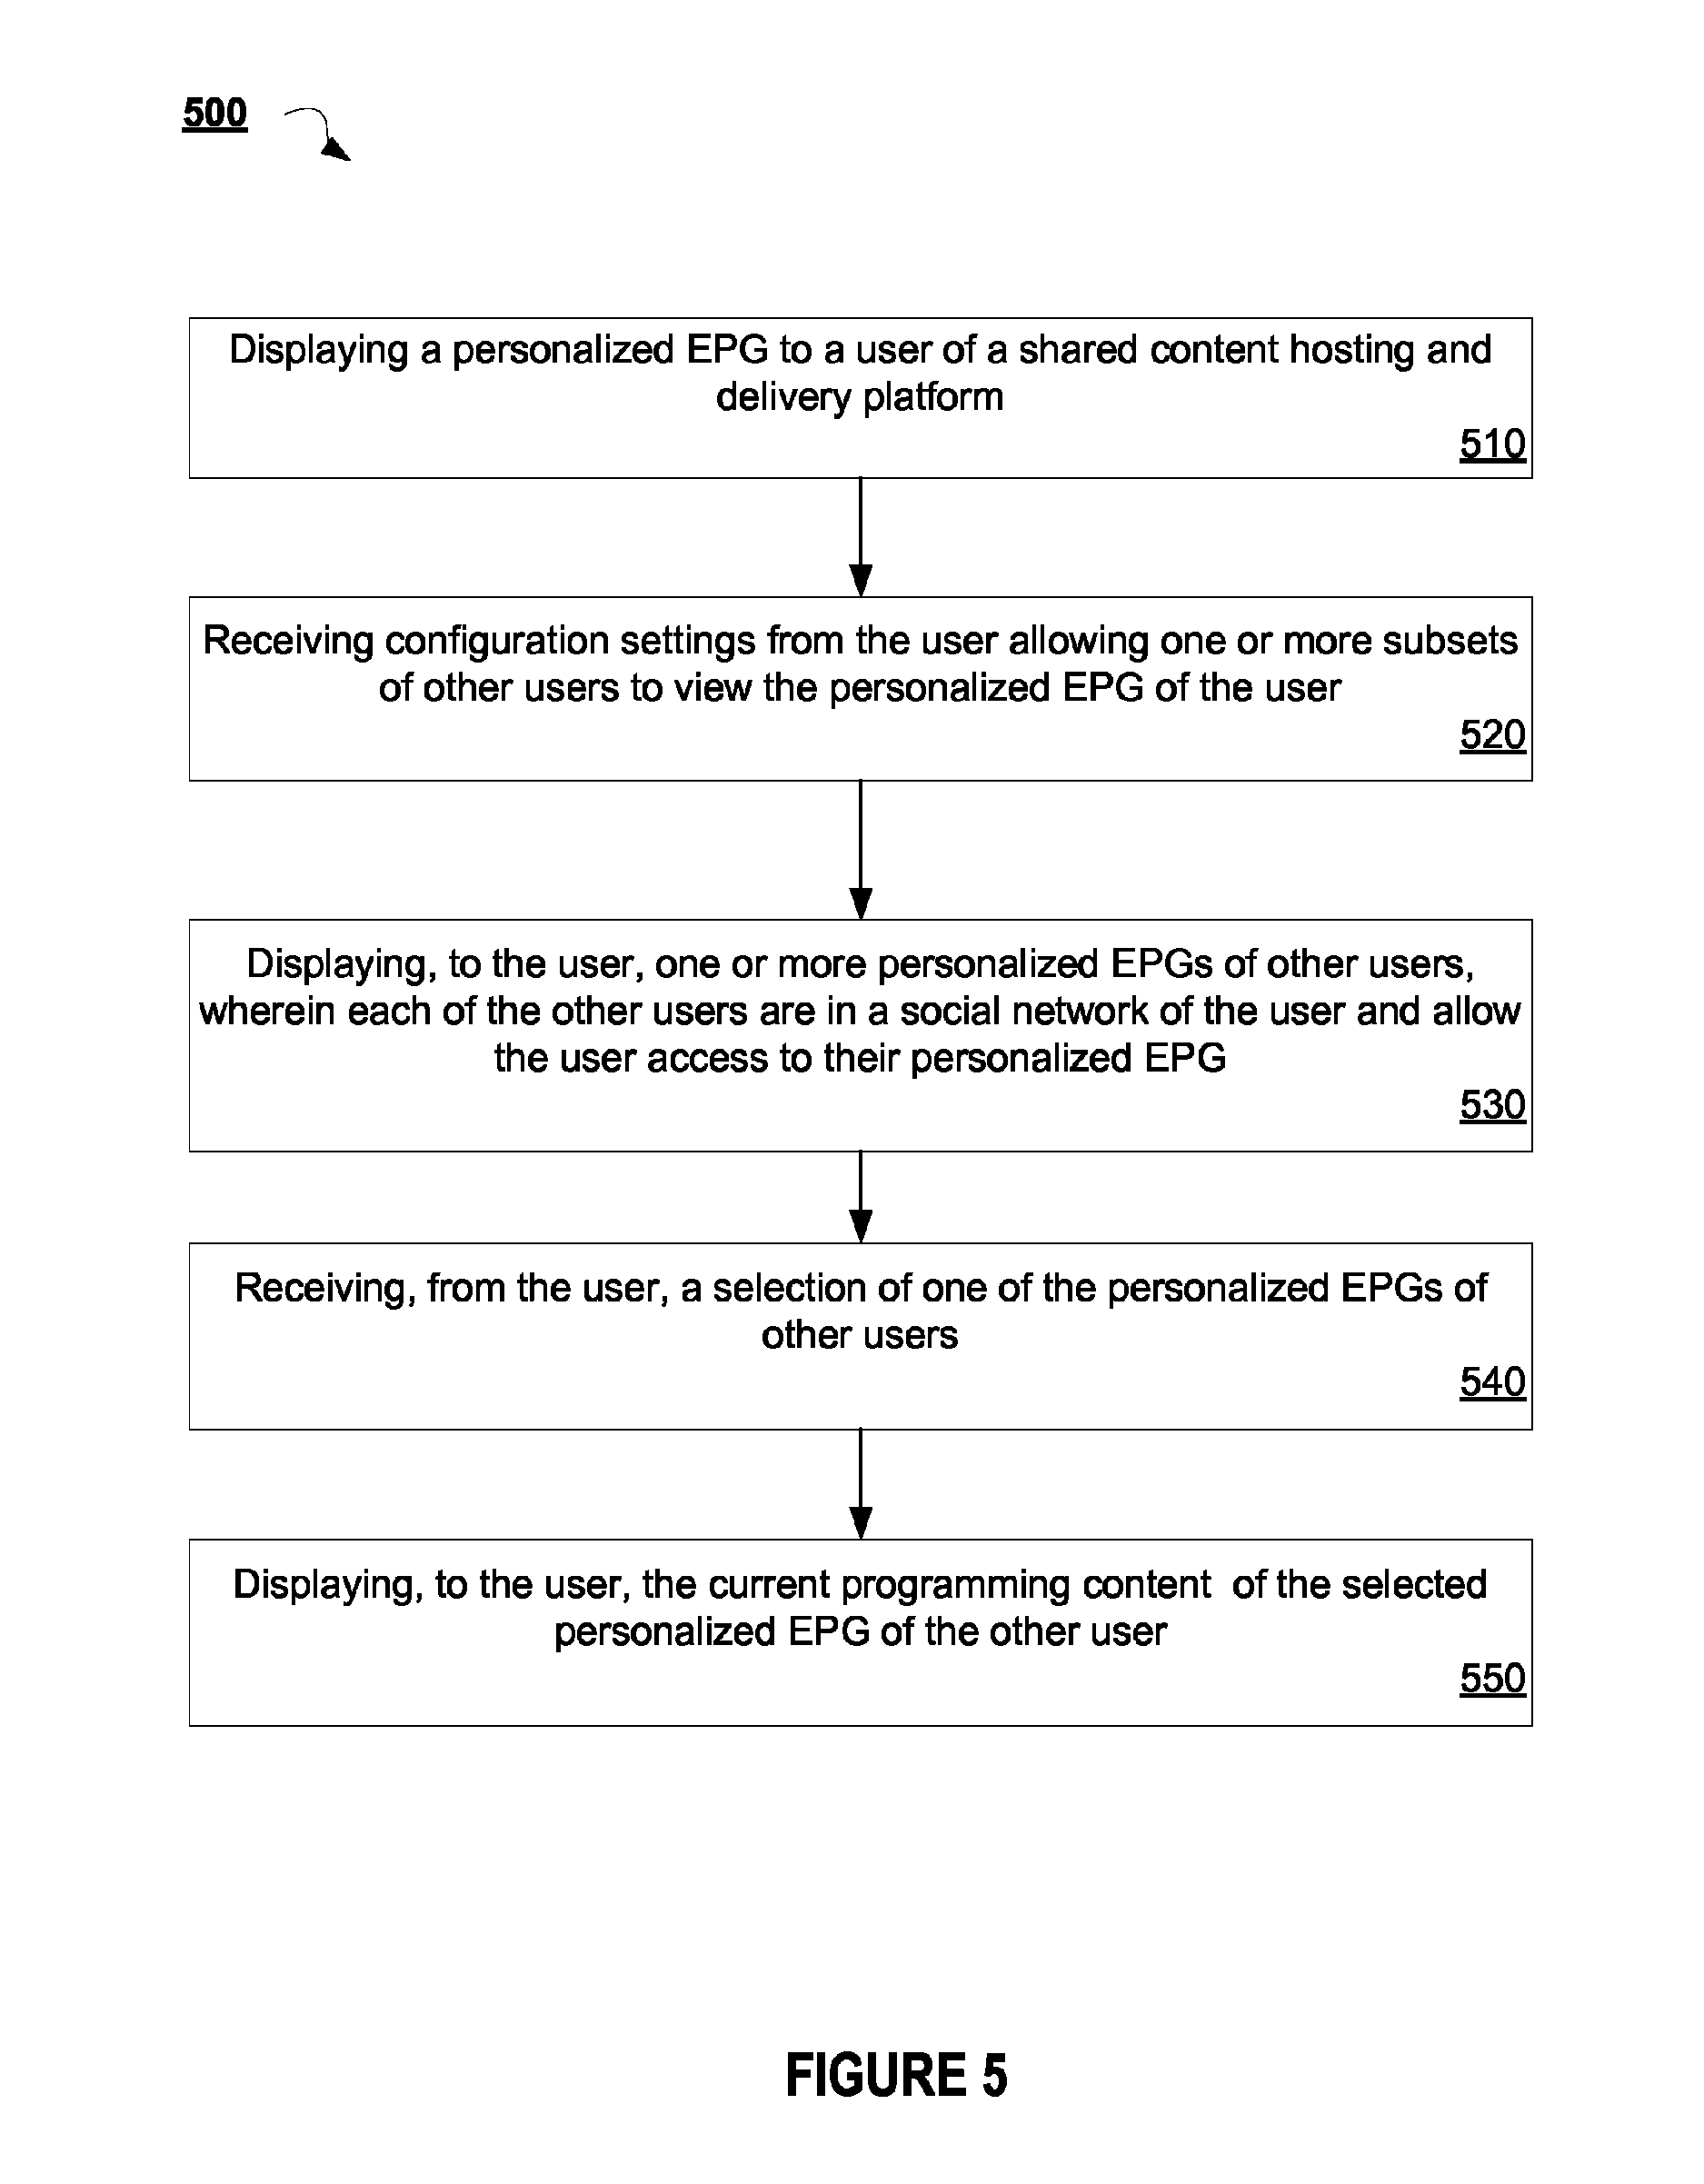 500
Displaying a personalized EPG to a user of a shared content hosting and
delivery platform
510
Receiving configuration settings from the user allowing one or more subsets
of other users to view the personalized EPG of the user
520
Displaying, to the user, one or more personalized EPGs of other users,
wherein each of the other users are in a social network of the user and allow
the user access to their personalized EPG
530
Receiving, from the user, a selection of one of the personalized EPGs of
other users
540
Displaying, to the user, the current programming content of the selected
personalized EPG of the other user
550
FIGURE 5